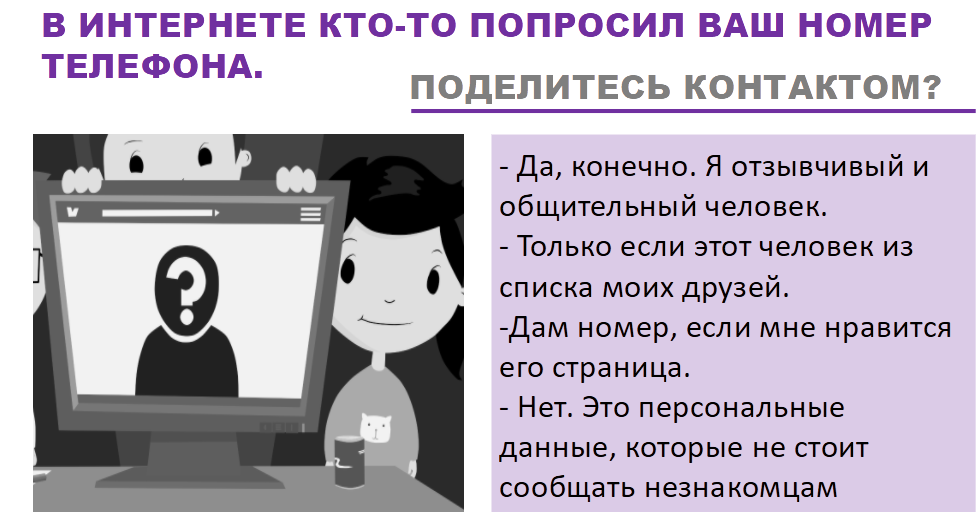 В ИНТЕРНЕТЕ КТО-ТО ПОПРОСИЛ ВАШ НОМЕР
ТЕЛЕФОНА.
ПОДЕЛИТЕСЬ КОНТАКТОМ?
- Да, конечно. Я отзывчивый и
общительный человек.
- Только если этот человек из
списка моих друзей.
-Дам номер, если мне нравится
его страница.
- Нет. Это персональные
данные, которые не стоит
сообщать незнакомцам
?